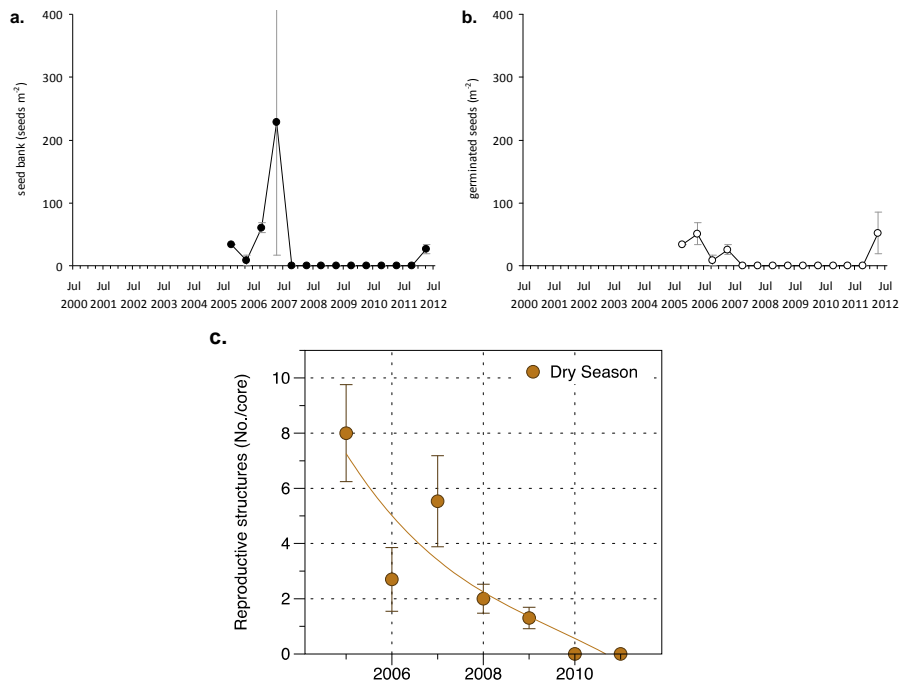 a.
400
300
200
100
0
seed bank (seeds m-2)
Jul Jul Jul Jul Jul Jul Jul Jul Jul Jul Jul Jul Jul
2000 2001 2002 2003 2004 2005 2006 2007 2008 2009 2010 2011 2012
b.
400
300
200
100
0
germinated seeds (m-2)
Jul Jul Jul Jul Jul Jul Jul Jul Jul Jul Jul Jul Jul
2000 2001 2002 2003 2004 2005 2006 2007 2008 2009 2010 2011 2012
c.
Dry Season
10
8
6
4
2
0
Reproductive structures (No./core)
2006 2008 2010